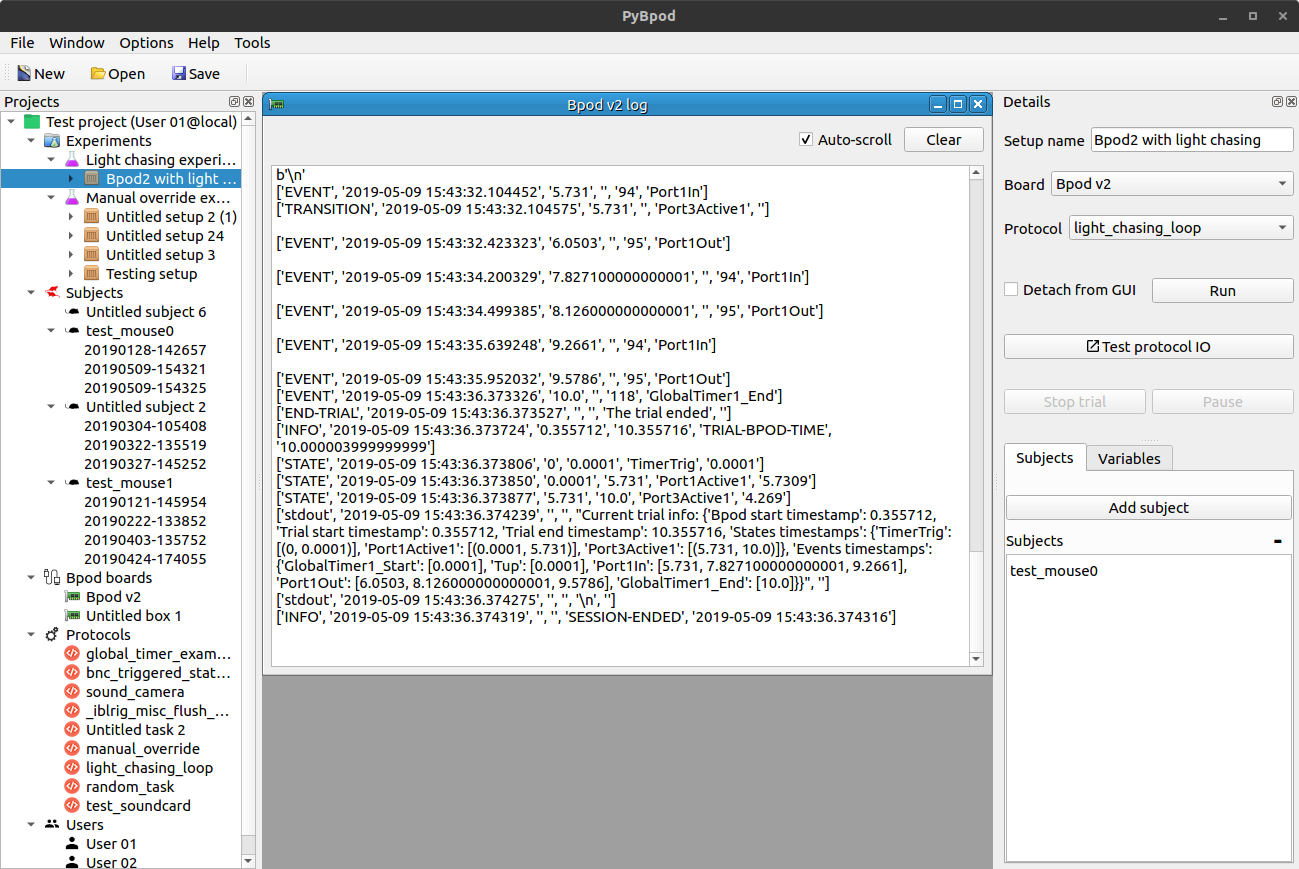 PyBpod
File Window Options Help Tools
New Open Save
Projects
Test project (User 01@local)
Experiments
Light chasing experi...
Bpod2 with light ...
Manual override ex...
Untitled setup 2 (1)
Untitled setup 24
Untitled setup 3
Testing setup
Subjects
Untitled subject 6
test_mouse0
20190128-142657
20190509-154321
20190509-154325
Untitled subject 2
20190304-105408
20190322-135519
20190327-145252
test_mouse1
20190121-145954
20190222-133852
20190403-135752
20190424-174055
Bpod boards
Bpod v2
Untitled box 1
Protocols
global_timer_exam...
bnc_triggered_stat...
sound_camera
_iblrig_misc_flush_...
Untitled task 2
manual_override
light_chasing_loop
random_task
test_soundcard
Users
User 01
User 02
Bpod v2 log
Auto-scroll Clear
b'\n'
['EVENT', '2019-05-09 15:43:32.104452', '5.731', '', '94', 'Port1In']
['TRANSITION', '2019-05-09 15:43:32.104575', '5.731', '', 'Port3Active1', '']
['EVENT', '2019-05-09 15:43:32.423323', '6.0503', '', '95', 'Port1Out']
['EVENT', '2019-05-09 15:43:34.200329', '7.827100000000001', '', '94', 'Port1In']
['EVENT', '2019-05-09 15:43:34.499385', '8.126000000000001', '', '95', 'Port1Out']
['EVENT', '2019-05-09 15:43:35.639248', '9.2661', '', '94', 'Port1In']
['EVENT', '2019-05-09 15:43:35.952032', '9.5786', '', '95', 'Port1Out']
['EVENT', '2019-05-09 15:43:36.373326', '10.0', '', '118', 'GlobalTimer1_End']
['END-TRIAL', '2019-05-09 15:43:36.373527', '', '', 'The trial ended', '']
['INFO', '2019-05-09 15:43:36.373724', '0.355712', '10.355716', 'TRIAL-BPOD-TIME',
'10.000003999999999']
['STATE', '2019-05-09 15:43:36.373806', '0', '0.0001', 'TimerTrig', '0.0001']
['STATE', '2019-05-09 15:43:36.373850', '0.0001', '5.731', 'Port1Active1', '5.7309']
['STATE', '2019-05-09 15:43:36.373877', '5.731', '10.0', 'Port3Active1', '4.269']
['stdout', '2019-05-09 15:43:36.374239', '', '', "Current trial info: {'Bpod start timestamp': 0.355712,
'Trial start timestamp': 0.355712, 'Trial end timestamp': 10.355716, 'States timestamps': {'TimerTrig':
[(0, 0.0001)], 'Port1Active1': [(0.0001, 5.731)], 'Port3Active1': [(5.731, 10.0)]}, 'Events timestamps':
{'GlobalTimer1_Start': [0.0001], 'Tup': [0.0001], 'Port1In': [5.731, 7.827100000000001, 9.2661],
'Port1Out': [6.0503, 8.126000000000001, 9.5786], 'GlobalTimer1_End': [10.0]}}", '']
['stdout', '2019-05-09 15:43:36.374275', '', '', '\n', '']
['INFO', '2019-05-09 15:43:36.374319', '', '', 'SESSION-ENDED', '2019-05-09 15:43:36.374316']
Details
Setup name Bpod2 with light chasing
Board Bpod v2
Protocol light_chasing_loop
Detach from GUI Run
Test protocol IO
Stop trial Pause
Subjects Variables
Add subject
Subjects
test_mouse0